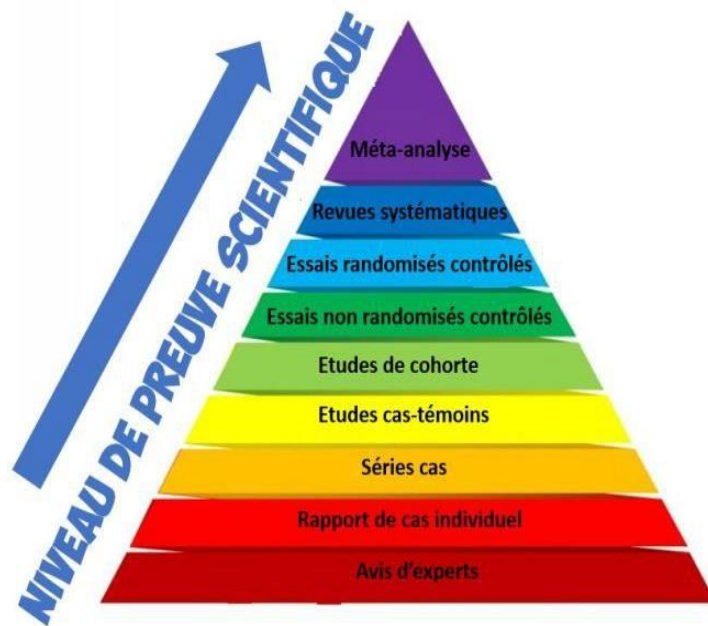 NIVEAU DE PREUVE SCIENTIFIQUE
Méta-analyse
Revues systématiques
Essais randomisés contrôlés
Essais non randomisés contrôlés
Etudes de cohorte
Etudes cas-témoins
Séries cas
Rapport de cas individuel
Avis d'experts